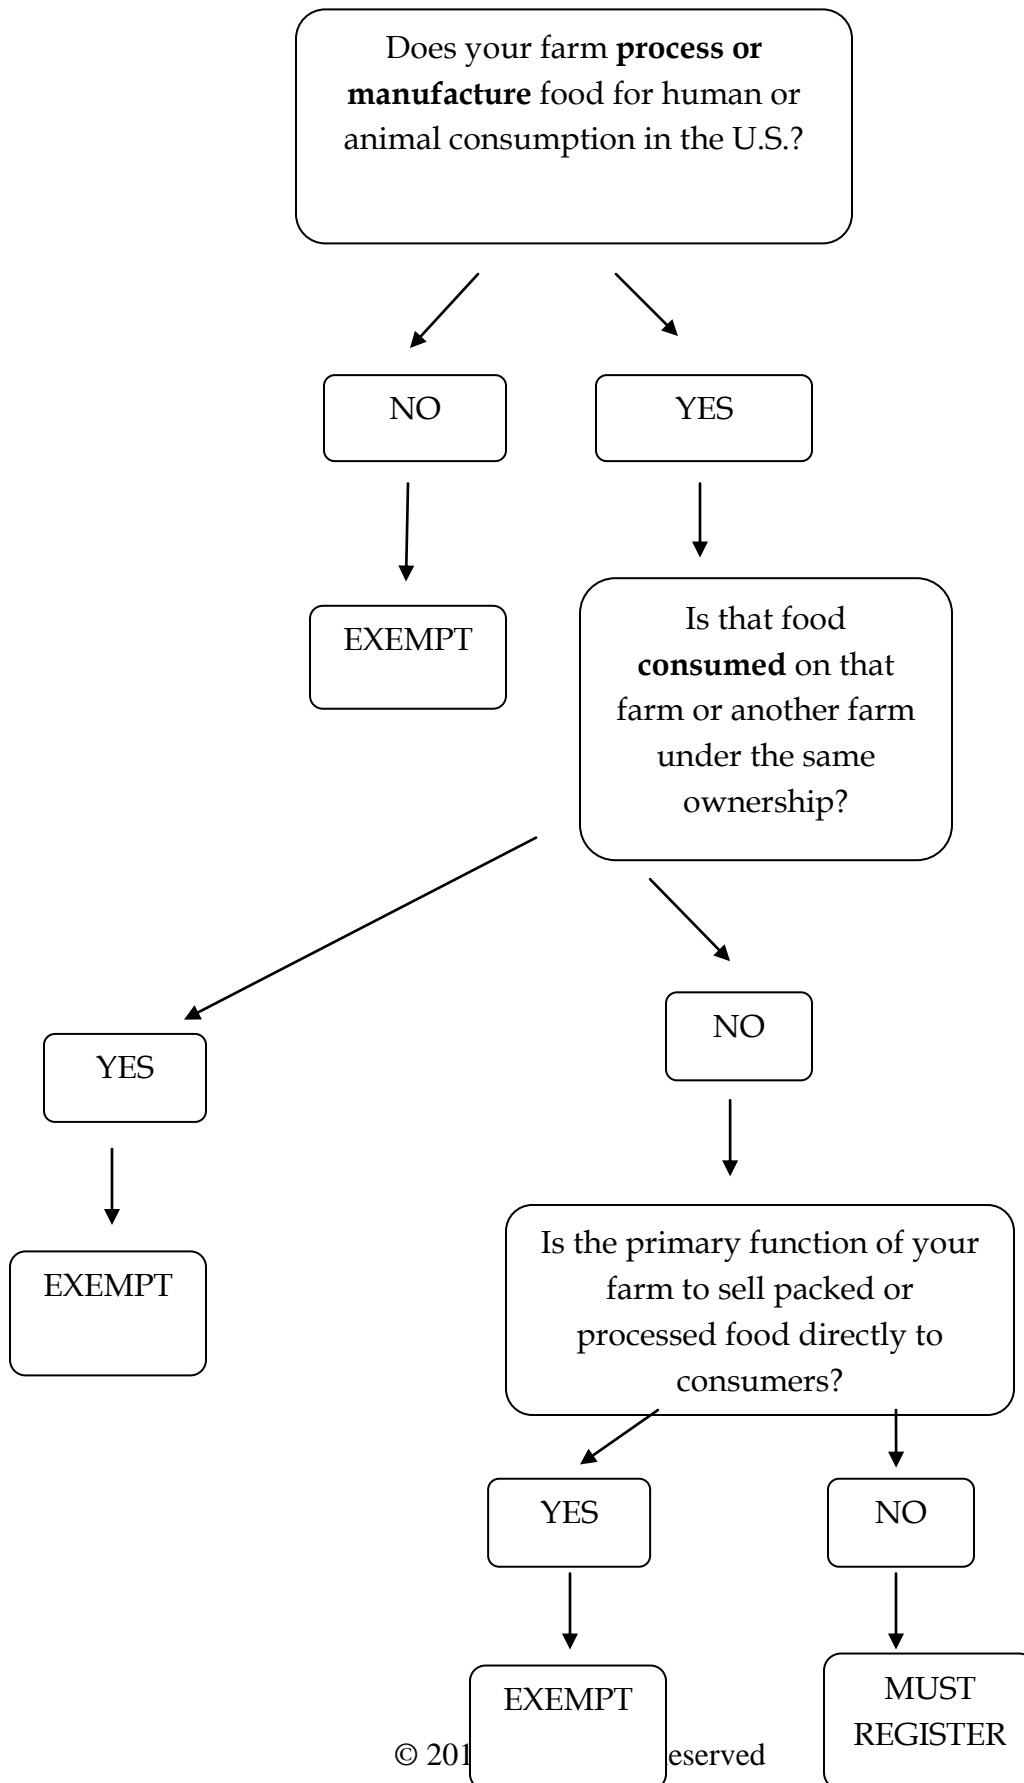 Does your farm process or
manufacture food for human or
animal consumption in the U.S.?
NO
YES
EXEMPT
Is that food
consumed on that
farm or another farm
under the same
ownership?
YES
NO
EXEMPT
Is the primary function of your
farm to sell packed or
processed food directly to
consumers?
YES
NO
EXEMPT
MUST
REGISTER
©